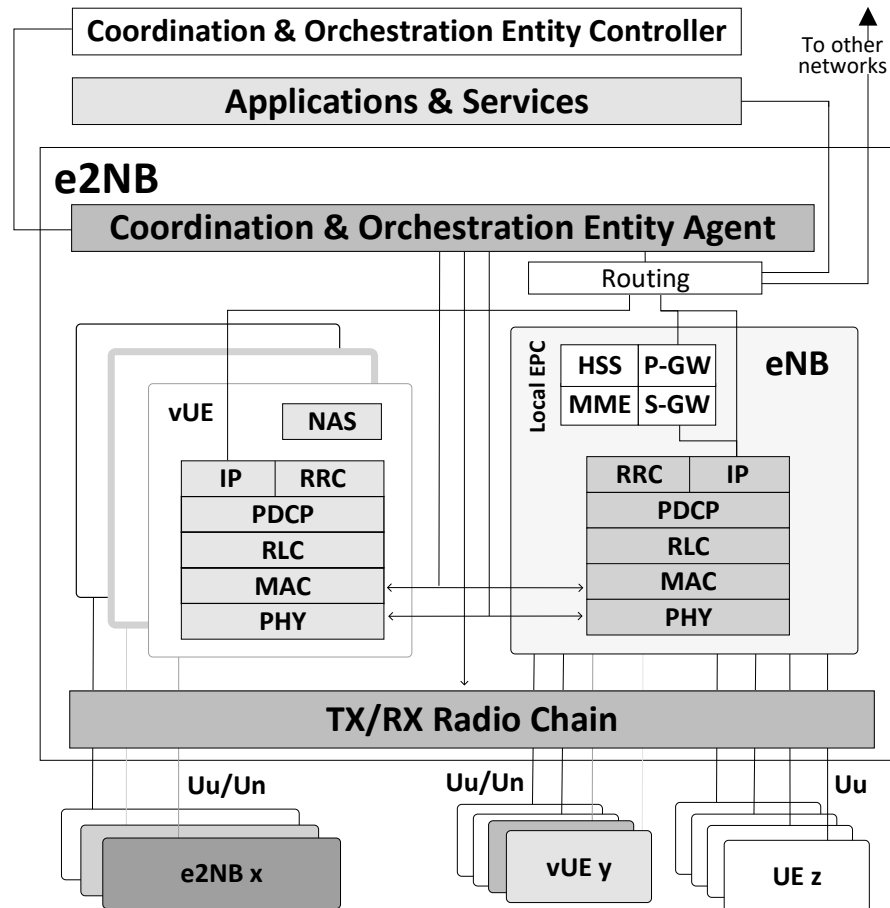 Coordination & Orchestration Entity Controller
To other
networks
Applications & Services
e2NB
Coordination & Orchestration Entity Agent
Routing
vUE
NAS
IP
RRC
PDCP
RLC
MAC
PHY
Local EPC
HSS
P-GW
MME
S-GW
eNB
RRC
IP
PDCP
RLC
MAC
PHY
TX/RX Radio Chain
Uu/Un
Uu/Un
Uu
e2NB x
vUE y
UE z